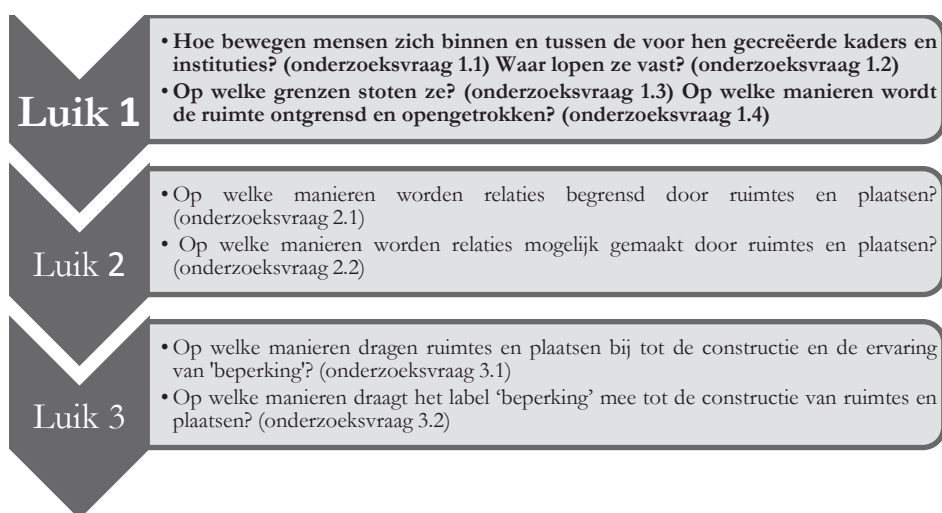 Luik 1
• Hoe bewegen mensen zich binnen en tussen de voor hen gecreëerde kaders en
instituties? (onderzoeksvraag 1.1) Waar lopen ze vast? (onderzoeksvraag 1.2)
• Op welke grenzen stoten ze? (onderzoeksvraag 1.3) Op welke manieren wordt
de ruimte ontgrensd en opengetrokken? (onderzoeksvraag 1.4)
Luik 2
• Op welke manieren worden relaties begrensd door ruimtes en plaatsen?
(onderzoeksvraag 2.1)
• Op welke manieren worden relaties mogelijk gemaakt door ruimtes en plaatsen?
(onderzoeksvraag 2.2)
Luik 3
• Op welke manieren dragen ruimtes en plaatsen bij tot de constructie en de ervaring
van 'beperking'? (onderzoeksvraag 3.1)
• Op welke manieren draagt het label ‘beperking’ mee tot de constructie van ruimtes en
plaatsen? (onderzoeksvraag 3.2)